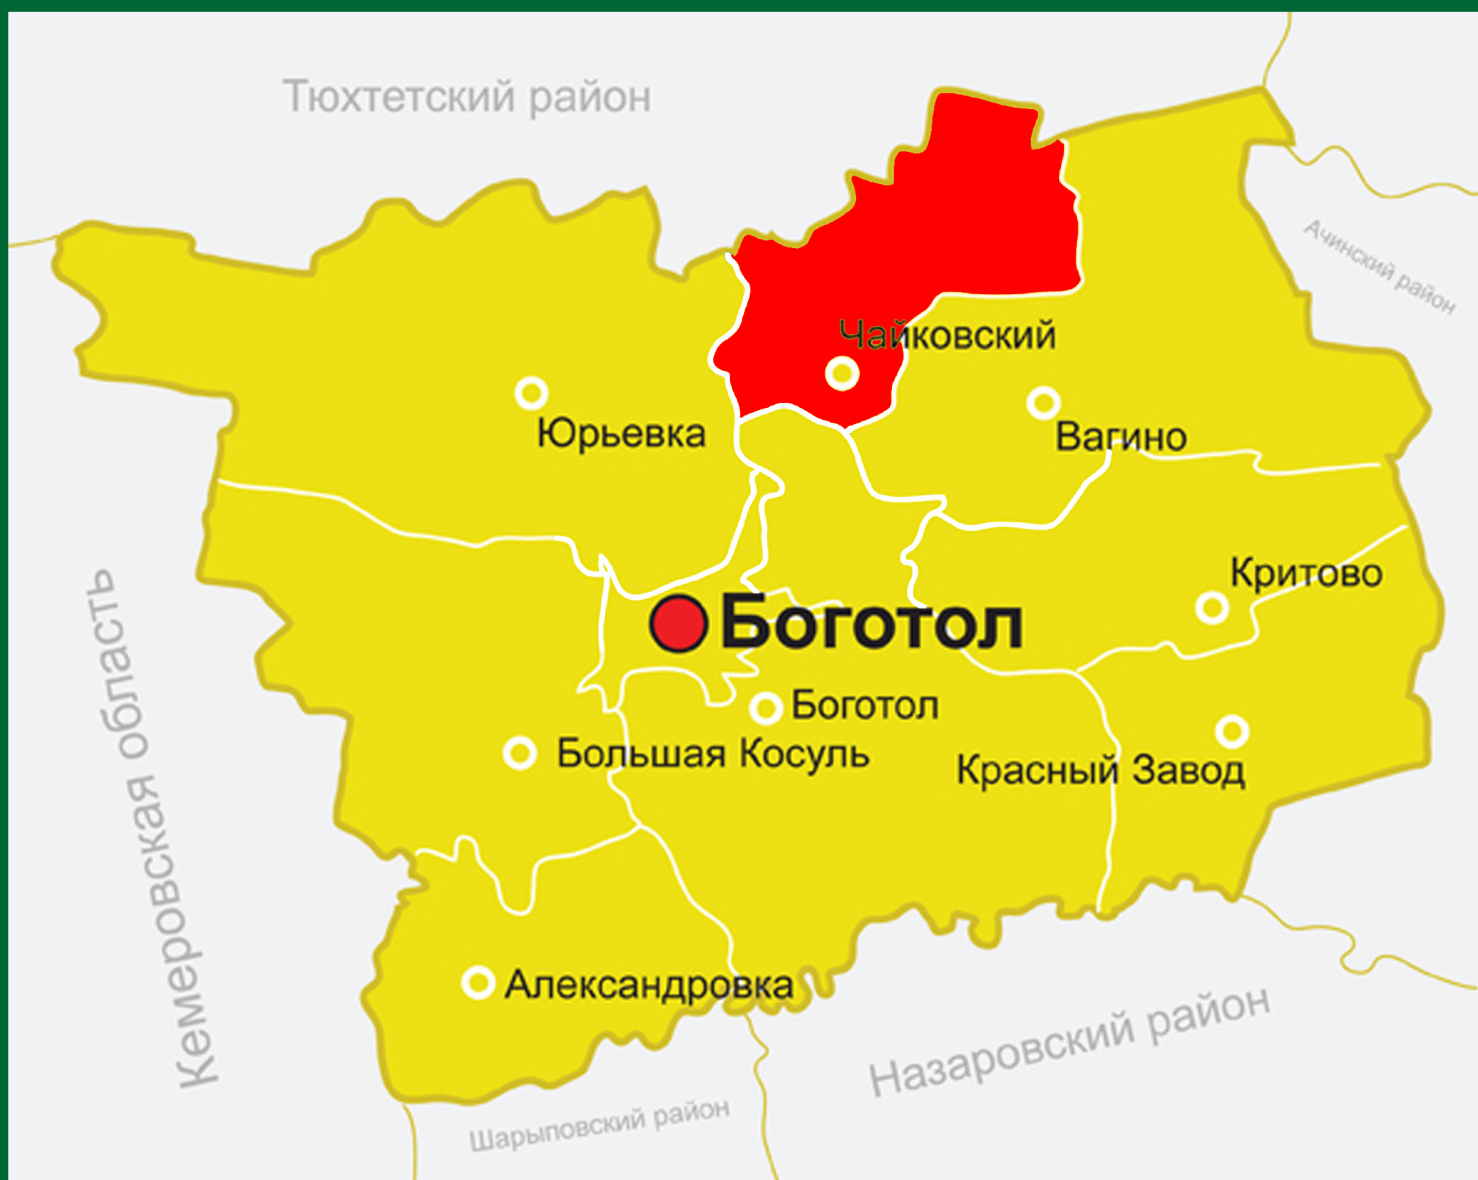 Тюхтетский район
Ачинский район
Чайковский
Юрьевка
Вагино
Критово
Боготол
Боготол
Большая Косуль
Красный Завод
Кемеровская область
Александровка
Назаровский район
Шарыповский район